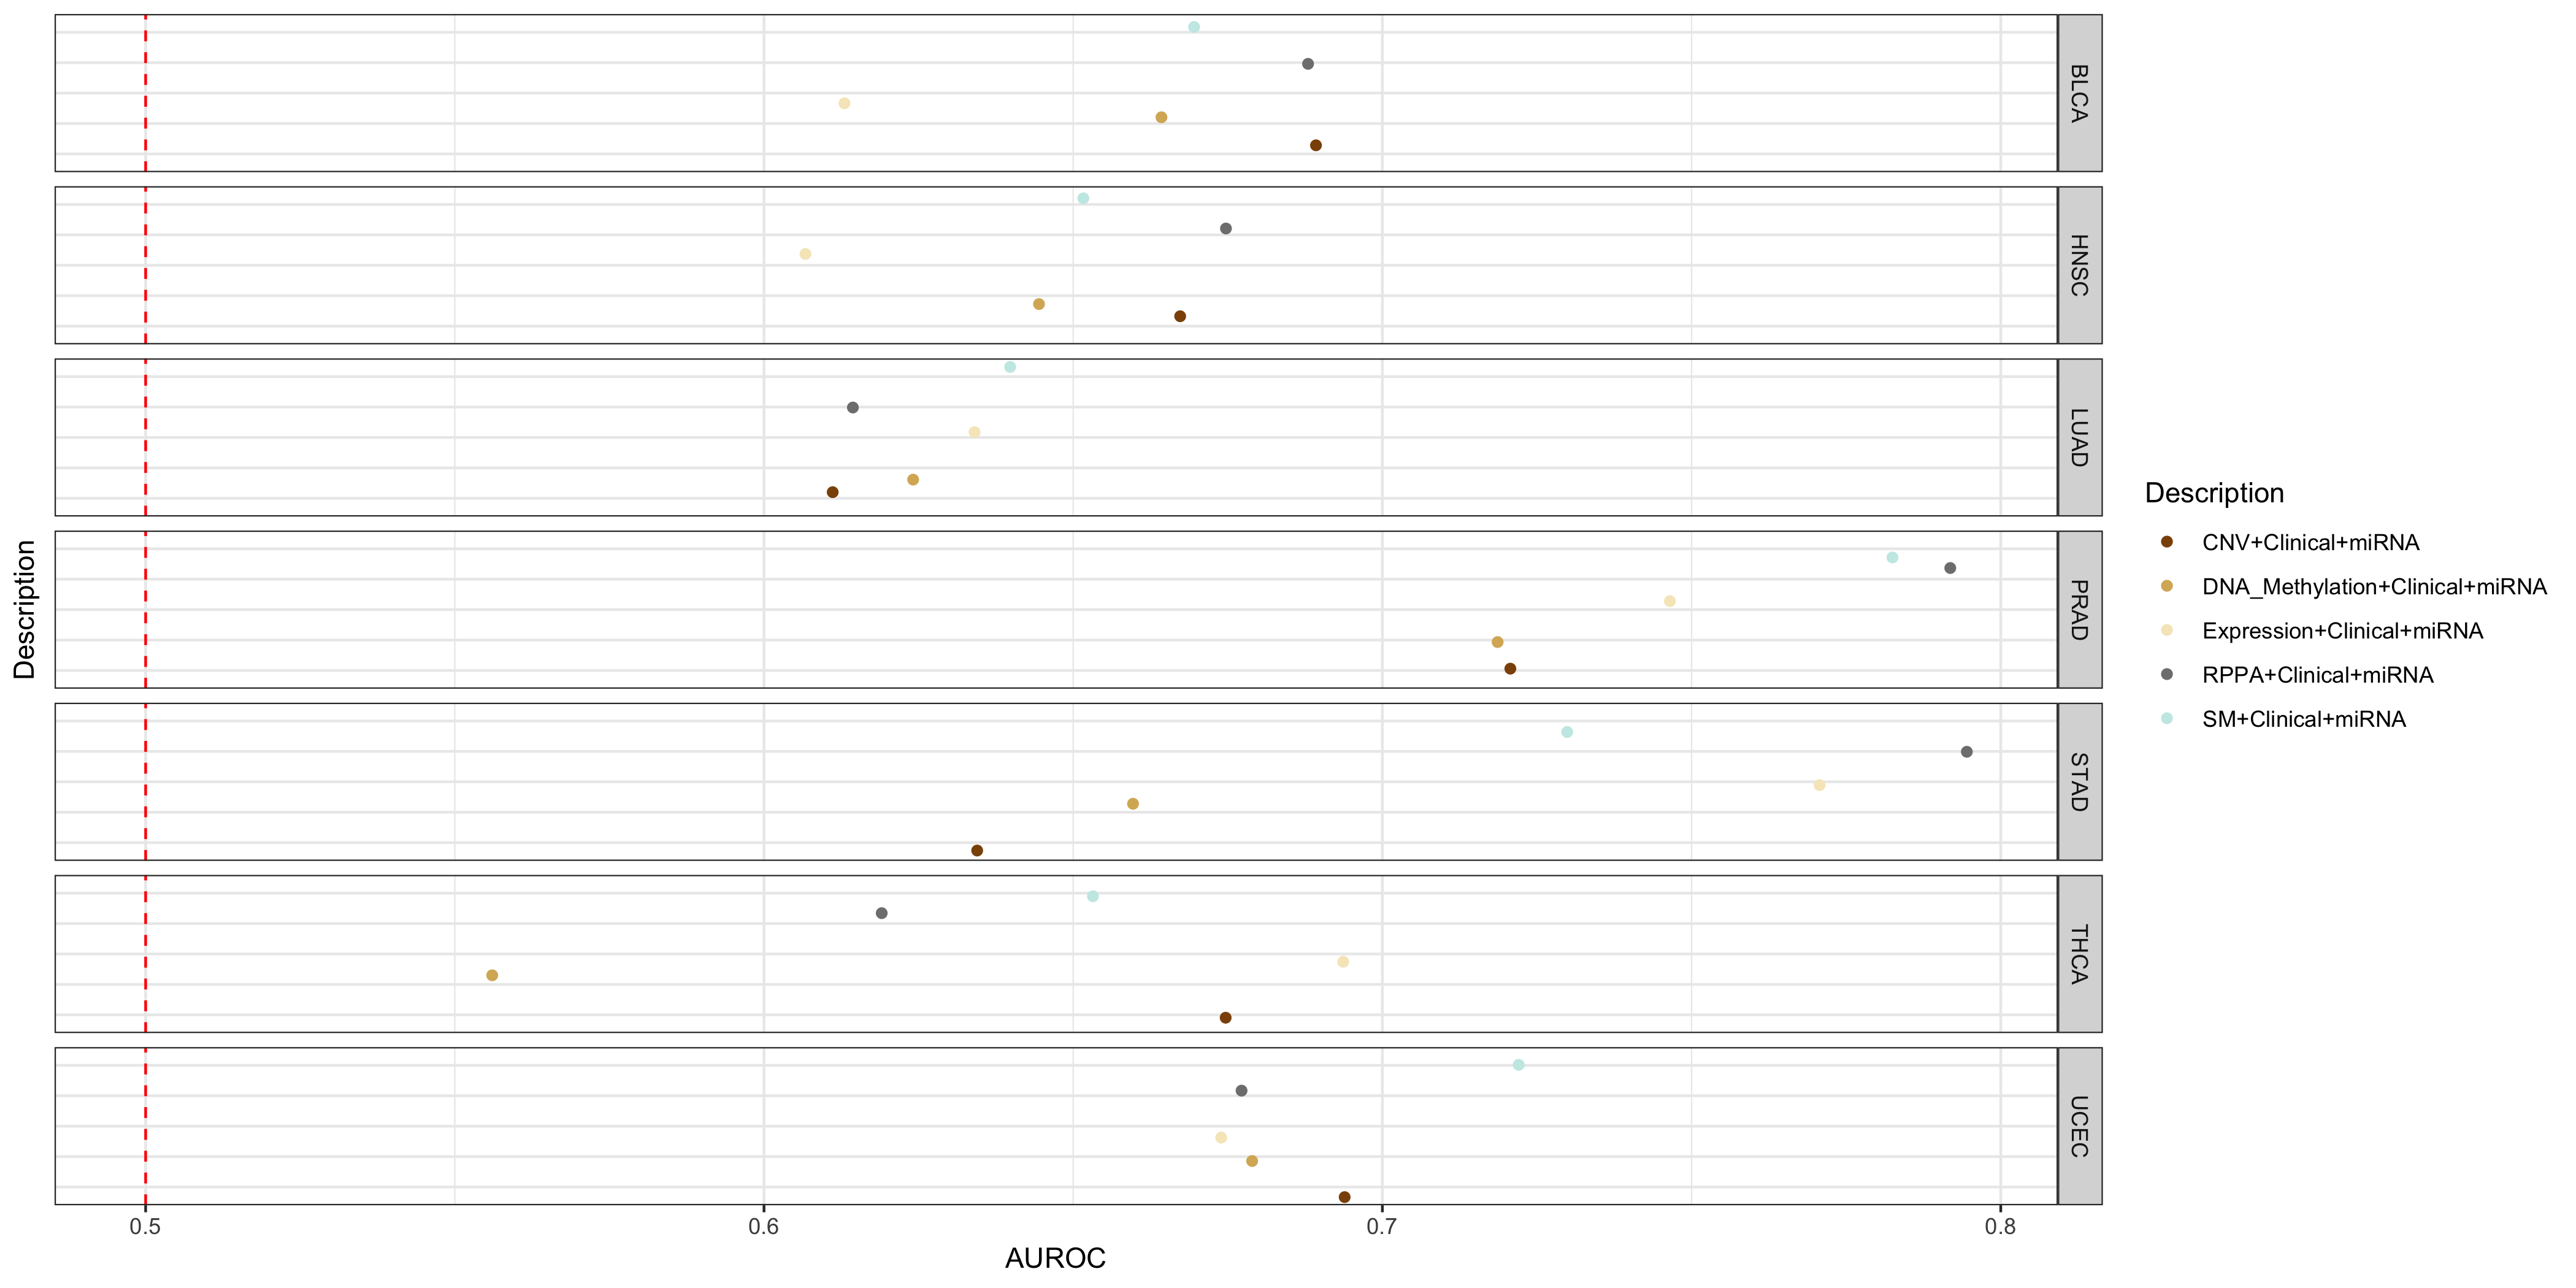 BLCA
HNSC
LUAD
PRAD
STAD
THCA
UCEC
Description
0.5
0.6
0.7
0.8
AUROC
Description
CNV+Clinical+miRNA
DNA_Methylation+Clinical+miRNA
Expression+Clinical+miRNA
RPPA+Clinical+miRNA
SM+Clinical+miRNA